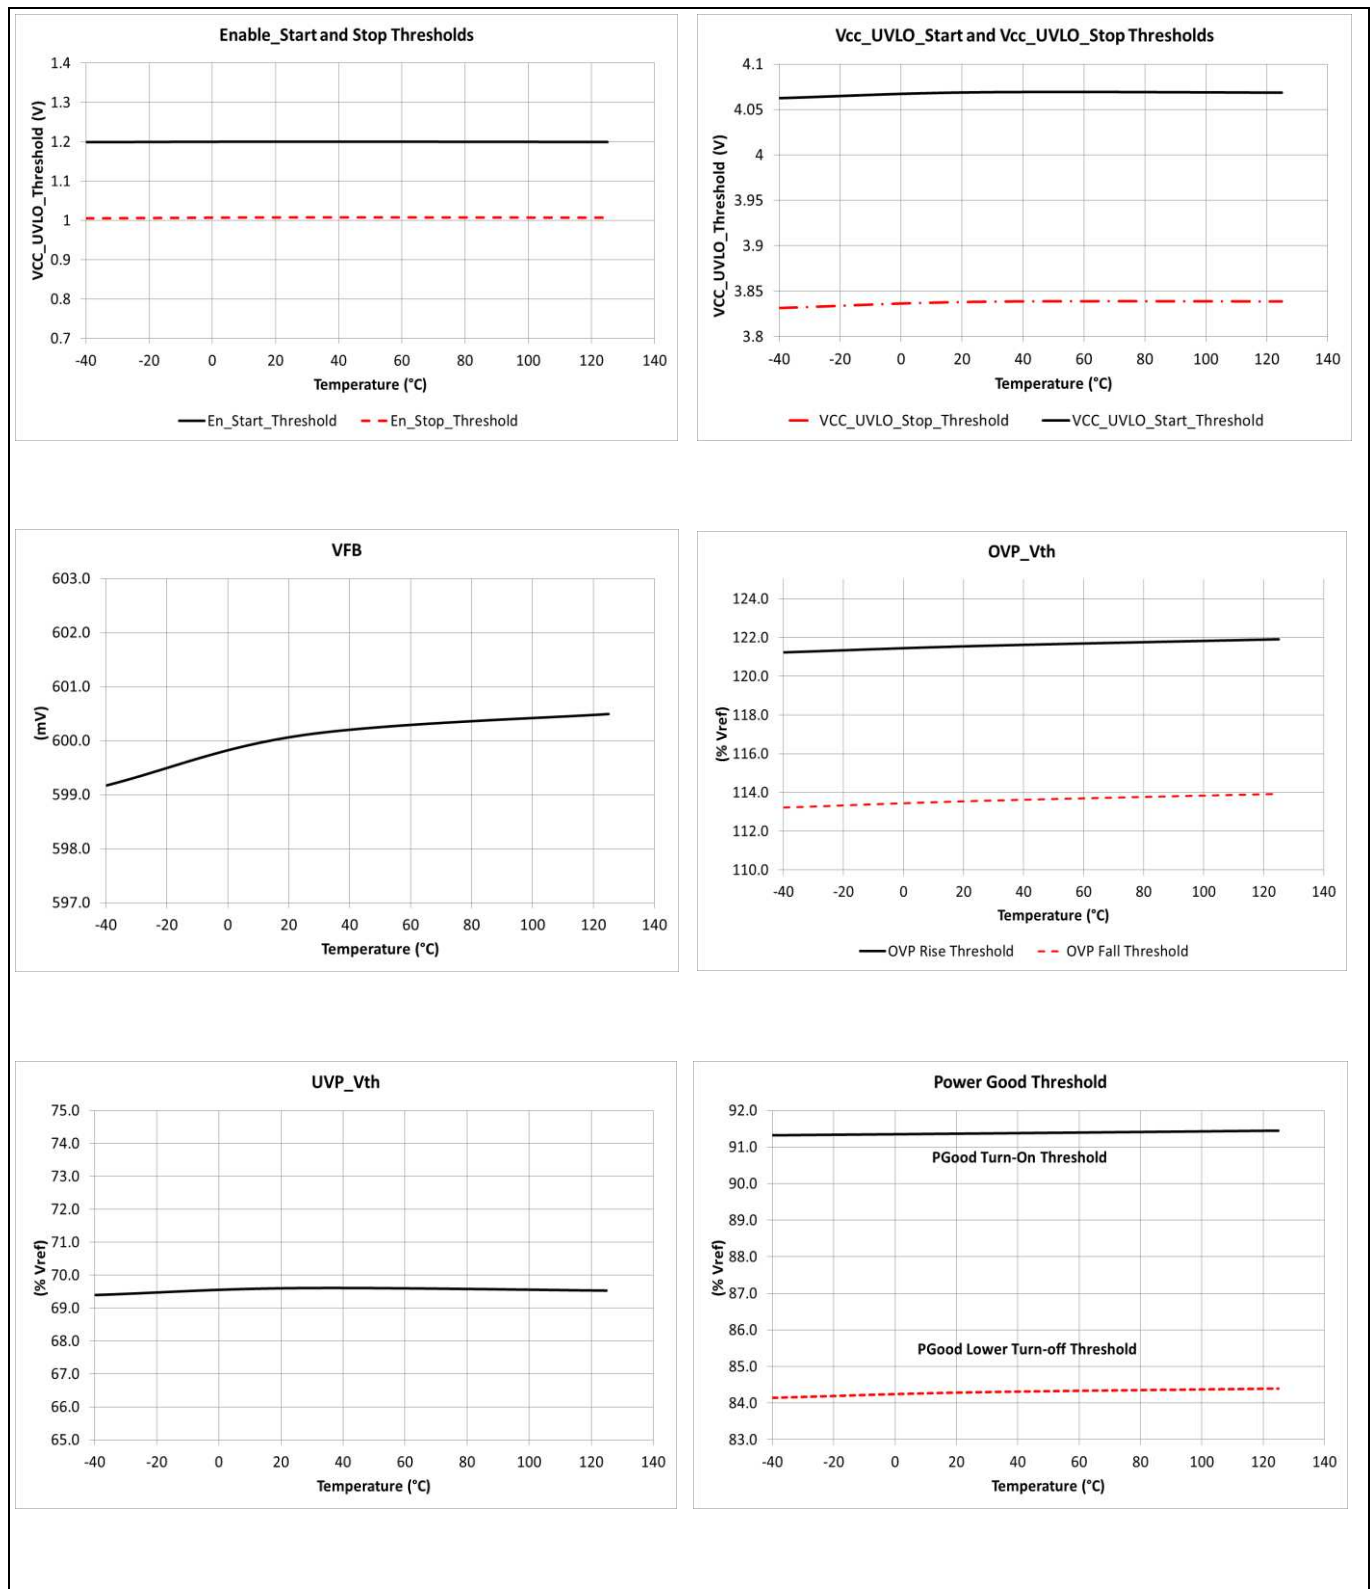 Enable_Start and Stop Thresholds
1.4
1.3
1.2
1.1
1
0.9
0.8
0.7
VCC_UVLO_Threshold (V)
-40 -20 0 20 40 60 80 100 120 140
Temperature (°C)
En_Start_Threshold En_Stop_Threshold
Vcc_UVLO_Start and Vcc_UVLO_Stop Thresholds
4.1
4.05
4
3.95
3.9
3.85
3.8
VCC_UVLO_Threshold (V)
-40 -20 0 20 40 60 80 100 120 140
Temperature (°C)
VCC_UVLO_Stop_Threshold VCC_UVLO_Start_Threshold
VFB
603.0
602.0
601.0
600.0
599.0
598.0
597.0
(mV)
-40 -20 0 20 40 60 80 100 120 140
Temperature (°C)
OVP_Vth
124.0
122.0
120.0
118.0
116.0
114.0
112.0
110.0
(% Vref)
-40 -20 0 20 40 60 80 100 120 140
Temperature (°C)
OVP Rise Threshold OVP Fall Threshold
UVP_Vth
75.0
74.0
73.0
72.0
71.0
70.0
69.0
68.0
67.0
66.0
65.0
(% Vref)
-40 -20 0 20 40 60 80 100 120 140
Temperature (°C)
Power Good Threshold
92.0
91.0
90.0
89.0
88.0
87.0
86.0
85.0
84.0
83.0
(% Vref)
PGood Turn-On Threshold
PGood Lower Turn-off Threshold
-40 -20 0 20 40 60 80 100 120 140
Temperature (°C)